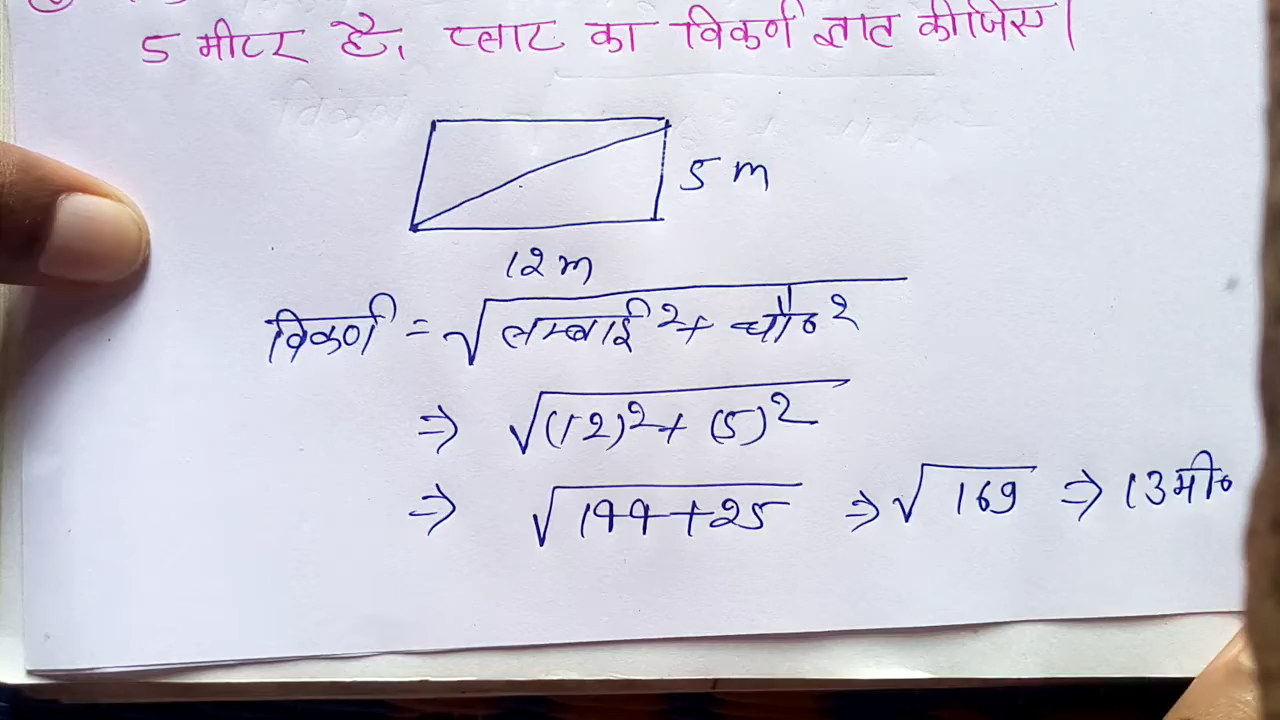 5 मीटर है, प्लाट का विकर्ण ज्ञात कीजिए।
5 m
12 m
विकर्ण = √लम्बाई² + चौ०²
⇒ √(12)² + (5)²
⇒ √144+25 ⇒ √169 ⇒ 13 मी०